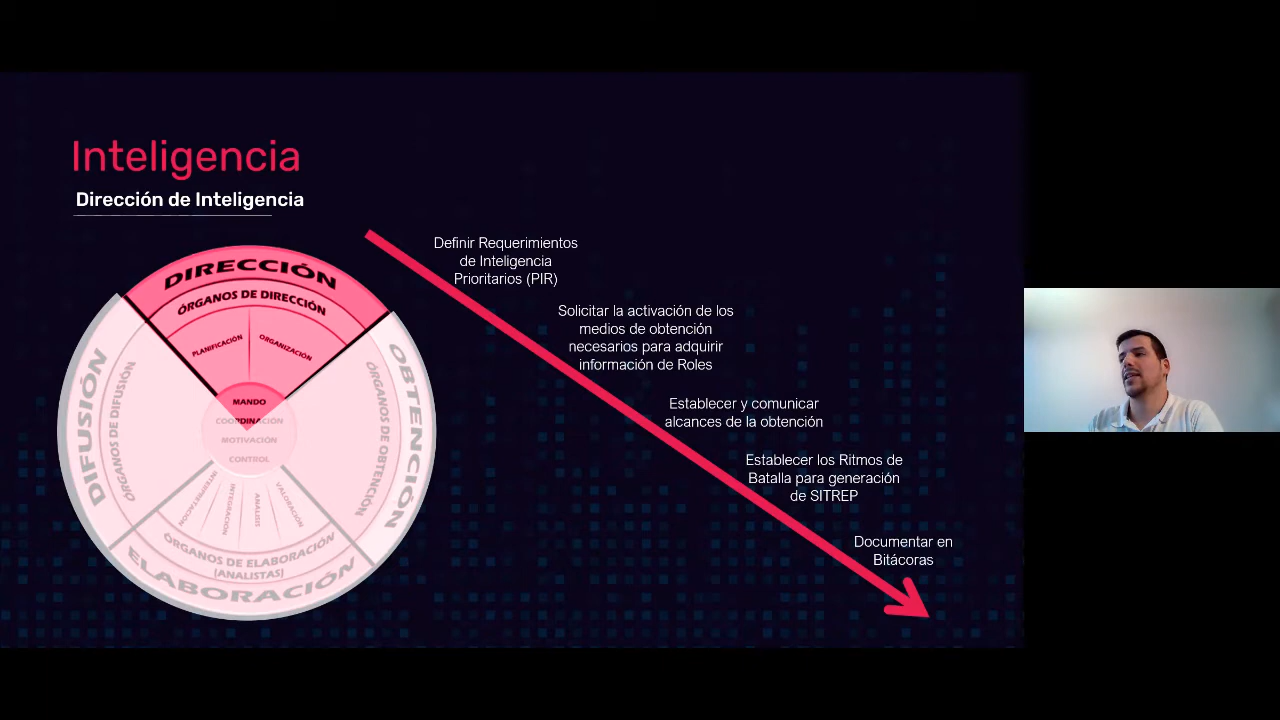 Inteligencia
Dirección de Inteligencia
DIRECCIÓN
ÓRGANOS DE DIRECCIÓN
PLANIFICACIÓN
ORGANIZACIÓN
MANDO
COORDINACIÓN
MOTIVACIÓN
CONTROL
OBTENCIÓN
ÓRGANOS DE OBTENCIÓN
DIFUSIÓN
ÓRGANOS DE DIFUSIÓN
INTERPRETACIÓN
INTEGRACIÓN
ANALISIS
VALORACIÓN
ÓRGANOS DE ELABORACIÓN
(ANALISTAS)
ELABORACIÓN
Definir Requerimientos
de Inteligencia
Prioritarios (PIR)
Solicitar la activación de los
medios de obtención
necesarios para adquirir
información de Roles
Establecer y comunicar
alcances de la obtención
Establecer los Ritmos de
Batalla para generación
de SITREP
Documentar en
Bitácoras